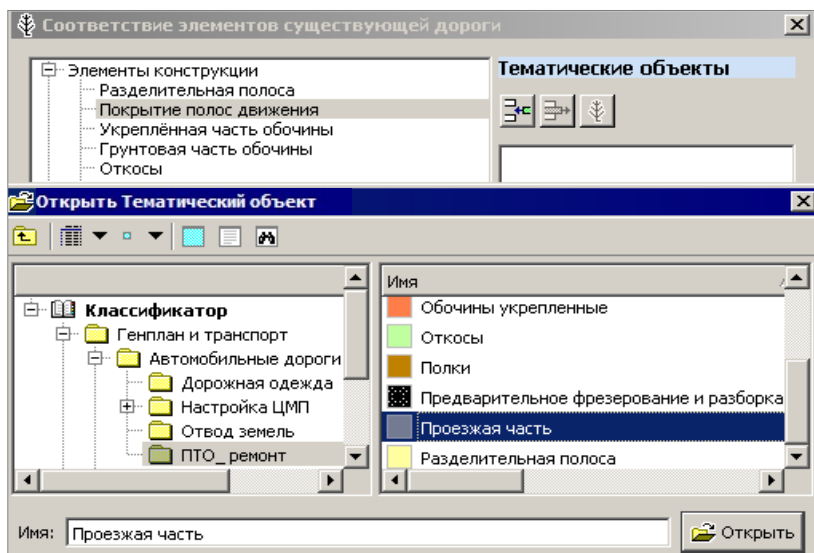 Соответствие элементов существующей дороги
Элементы конструкции
Разделительная полоса
Покрытие полос движения
Укреплённая часть обочины
Грунтовая часть обочины
Откосы
Тематические объекты
Открыть Тематический объект
Классификатор
Генплан и транспорт
Автомобильные дороги
Дорожная одежда
Настройка ЦМП
Отвод земель
ПТО_ ремонт
Имя
Обочины укрепленные
Откосы
Полки
Предварительное фрезерование и разборка
Проезжая часть
Разделительная полоса
Имя: Проезжая часть
Открыть